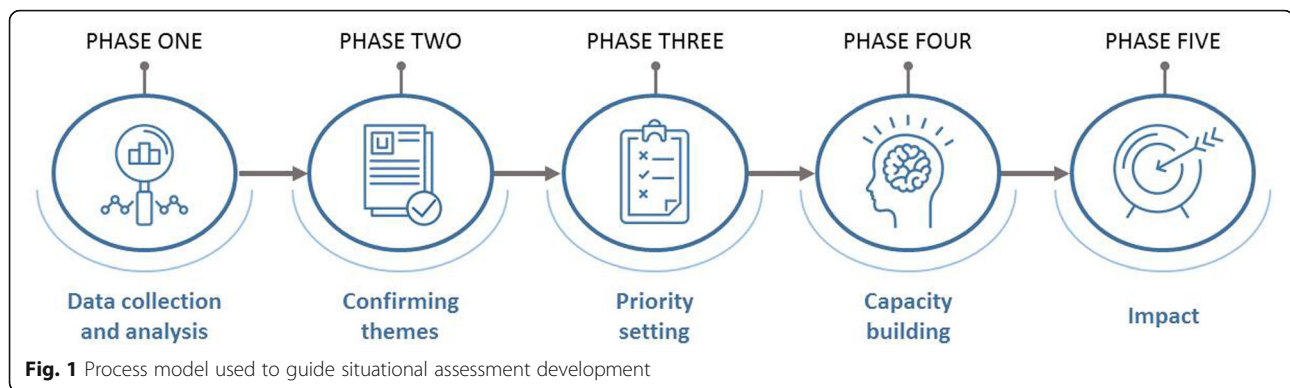 PHASE ONE
PHASE TWO
PHASE THREE
PHASE FOUR
PHASE FIVE
Data collection
and analysis
Confirming
themes
Priority
setting
Capacity
building
Impact
Fig. 1 Process model used to guide situational assessment development